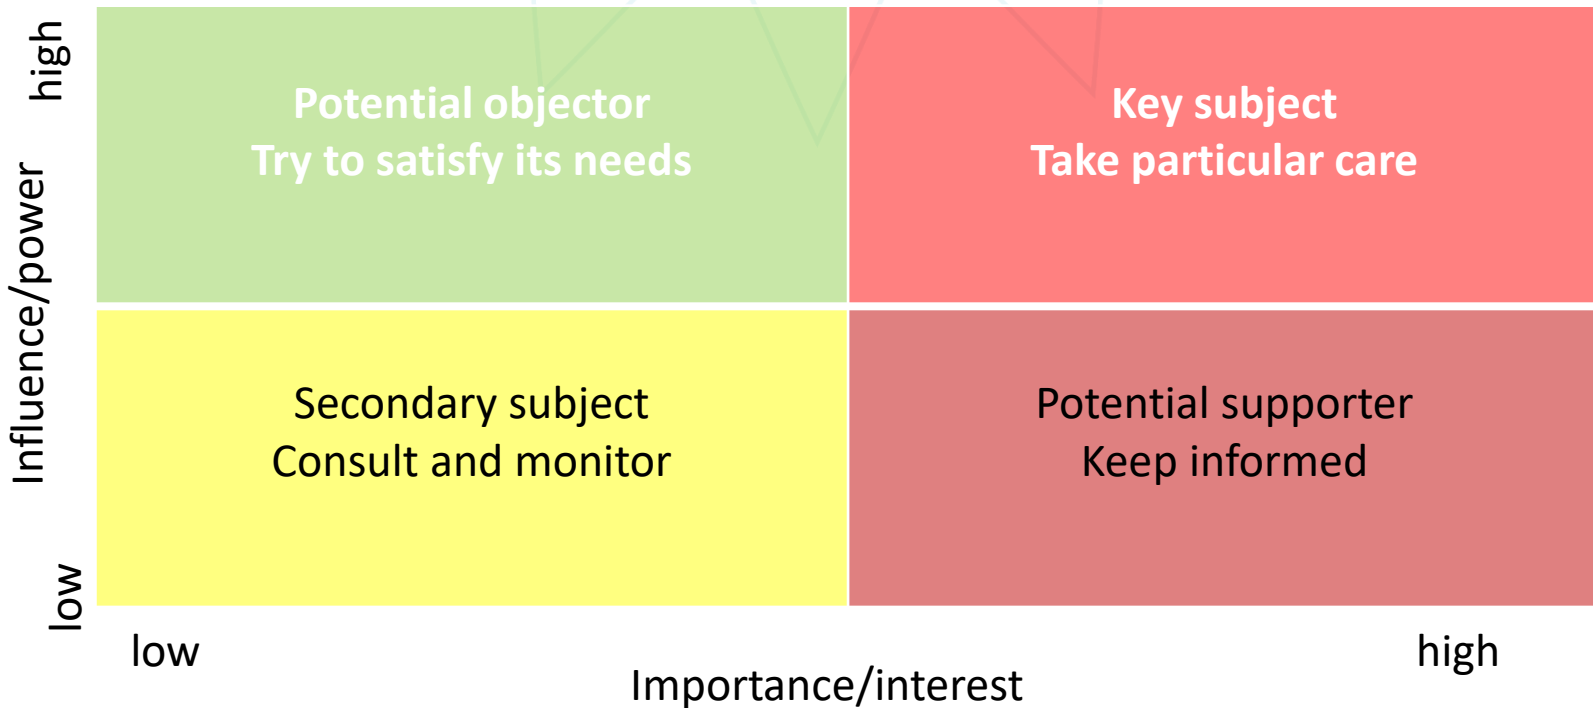 high
Influence/power
low
Potential objector
Try to satisfy its needs
Key subject
Take particular care
Secondary subject
Consult and monitor
Potential supporter
Keep informed
low
high
Importance/interest